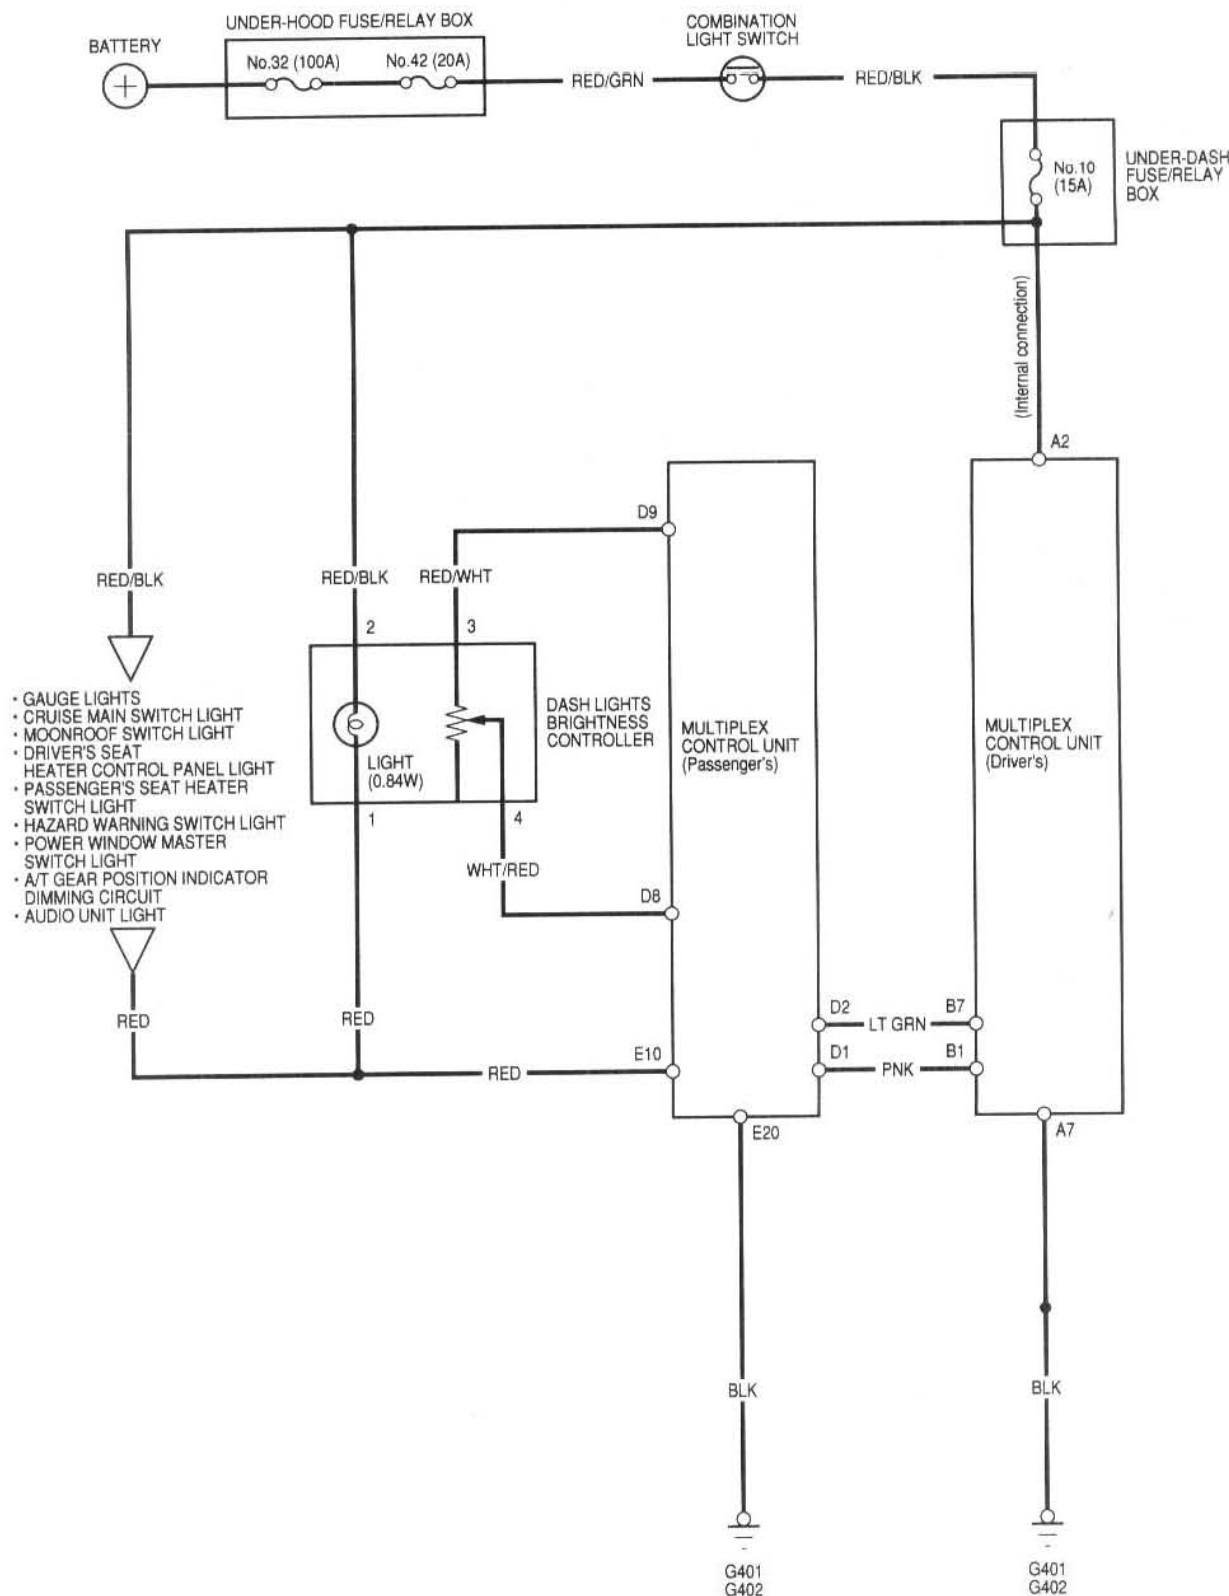 UNDER-HOOD FUSE/RELAY BOX
COMBINATION
LIGHT SWITCH
BATTERY
No.32 (100A)
No.42 (20A)
RED/GRN
RED/BLK
No.10
(15A)
UNDER-DASH
FUSE/RELAY
BOX
(Internal connection)
A2
D9
RED/BLK
RED/BLK
RED/WHT
2
3
• GAUGE LIGHTS
• CRUISE MAIN SWITCH LIGHT
• MOONROOF SWITCH LIGHT
• DRIVER'S SEAT
HEATER CONTROL PANEL LIGHT
• PASSENGER'S SEAT HEATER
SWITCH LIGHT
• HAZARD WARNING SWITCH LIGHT
• POWER WINDOW MASTER
SWITCH LIGHT
• A/T GEAR POSITION INDICATOR
DIMMING CIRCUIT
• AUDIO UNIT LIGHT
LIGHT
(0.84W)
DASH LIGHTS
BRIGHTNESS
CONTROLLER
MULTIPLEX
CONTROL UNIT
(Passenger's)
MULTIPLEX
CONTROL UNIT
(Driver's)
1
4
WHT/RED
D8
D2
LT GRN
B7
RED
RED
E10
RED
D1
PNK
B1
E20
A7
BLK
BLK
G401
G402
G401
G402